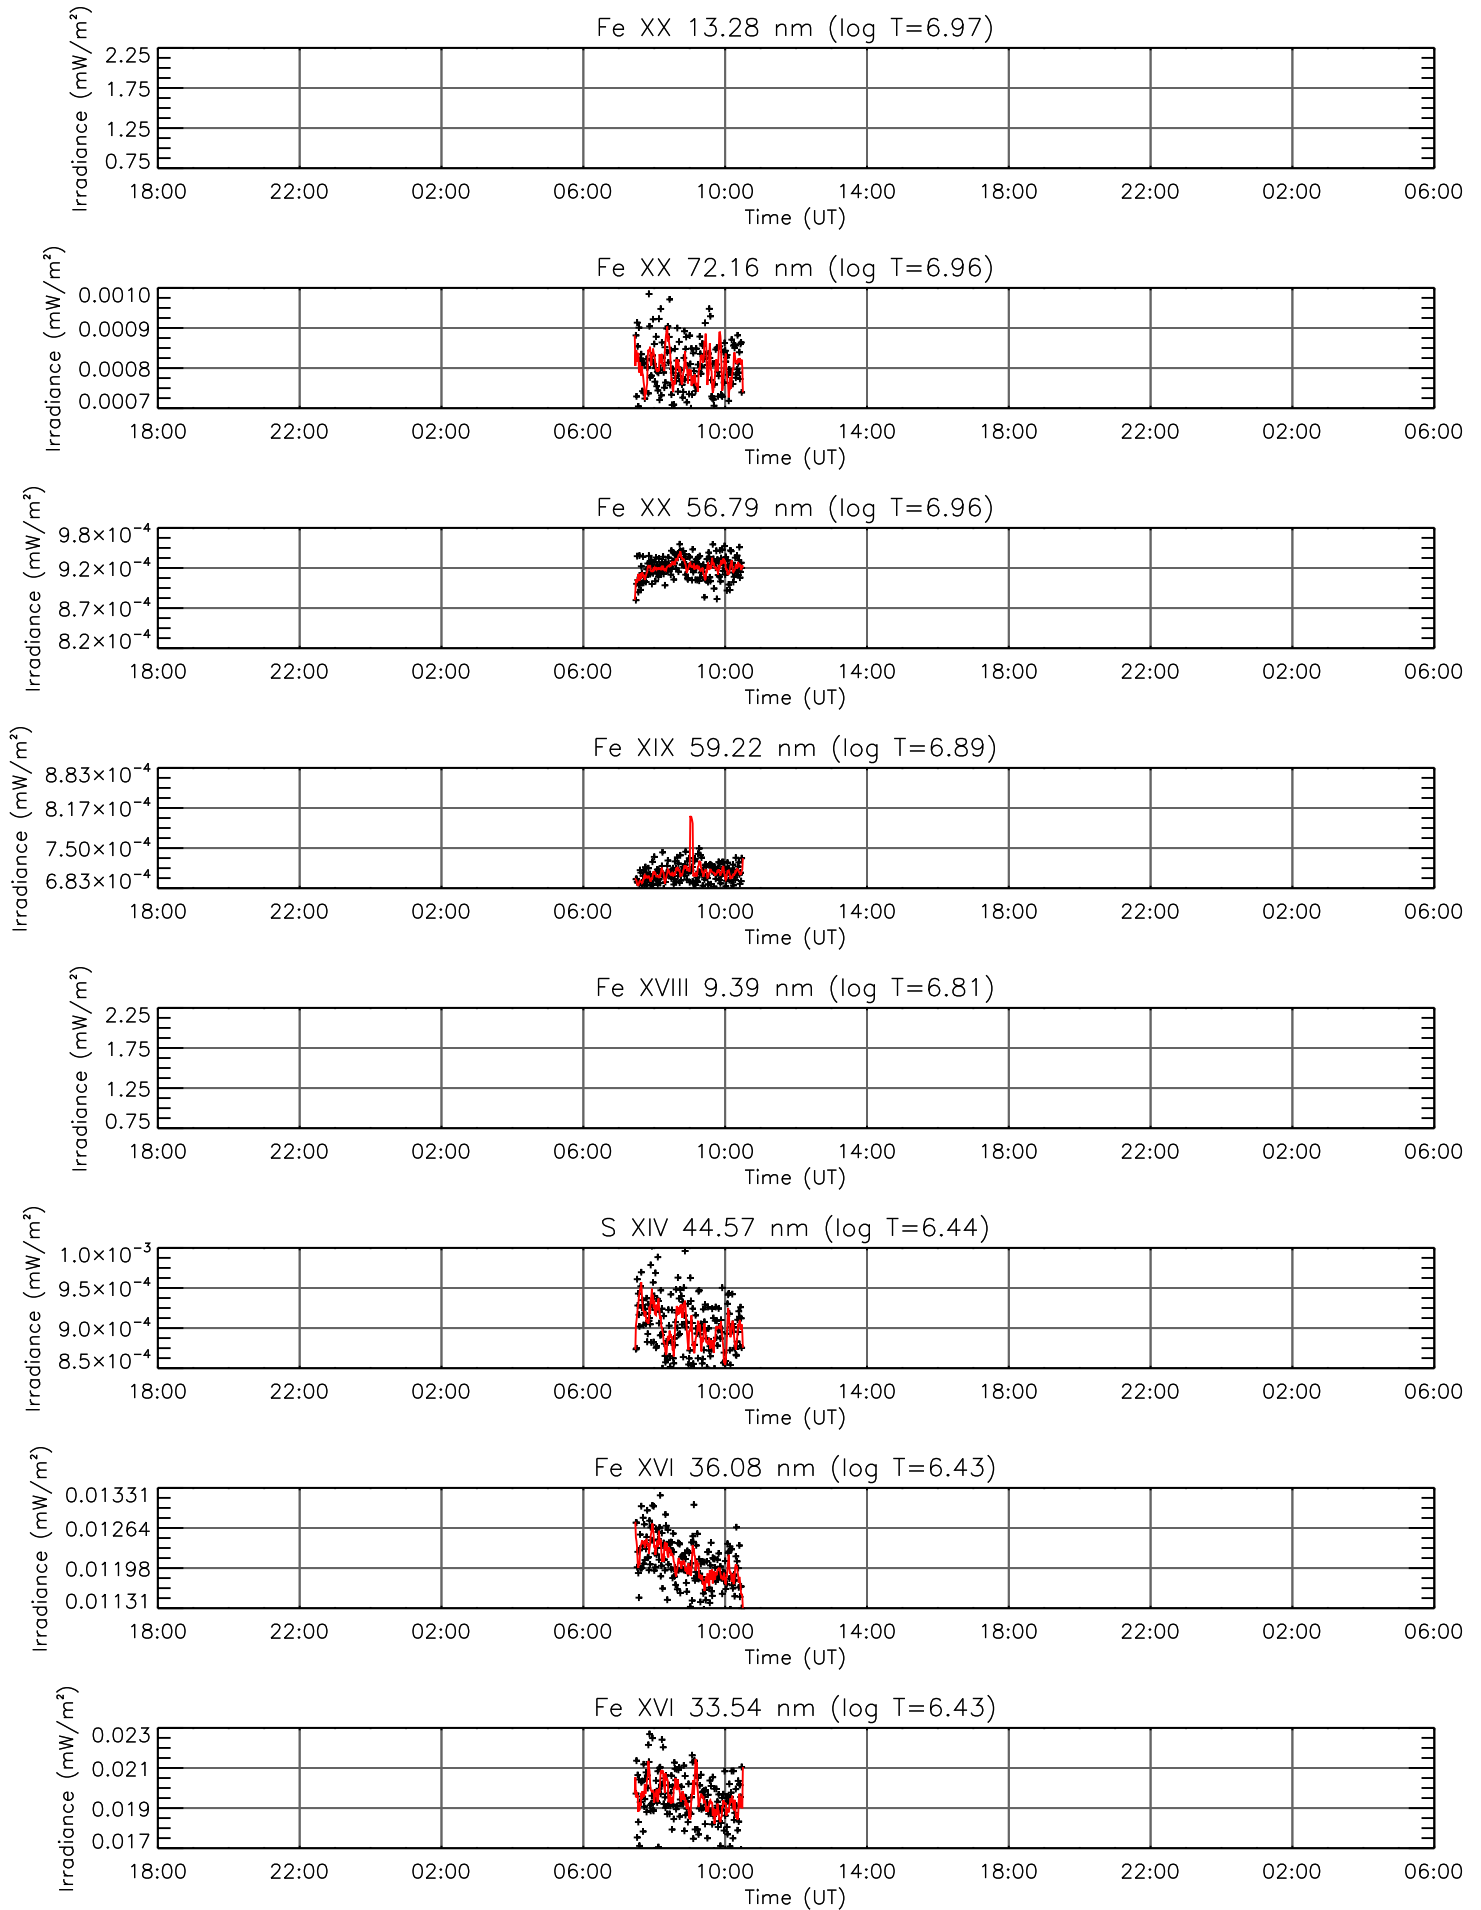 Fe XX 13.28 nm (log T=6.97)
Irradiance (mW/m²)
2.25
1.75
1.25
0.75
18:00 22:00 02:00 06:00 10:00 14:00 18:00 22:00 02:00 06:00
Time (UT)
Fe XX 72.16 nm (log T=6.96)
Irradiance (mW/m²)
0.0010
0.0009
0.0008
0.0007
18:00 22:00 02:00 06:00 10:00 14:00 18:00 22:00 02:00 06:00
Time (UT)
Fe XX 56.79 nm (log T=6.96)
Irradiance (mW/m²)
9.8×10⁻⁴
9.2×10⁻⁴
8.7×10⁻⁴
8.2×10⁻⁴
18:00 22:00 02:00 06:00 10:00 14:00 18:00 22:00 02:00 06:00
Time (UT)
Fe XIX 59.22 nm (log T=6.89)
Irradiance (mW/m²)
8.83×10⁻⁴
8.17×10⁻⁴
7.50×10⁻⁴
6.83×10⁻⁴
18:00 22:00 02:00 06:00 10:00 14:00 18:00 22:00 02:00 06:00
Time (UT)
Fe XVIII 9.39 nm (log T=6.81)
Irradiance (mW/m²)
2.25
1.75
1.25
0.75
18:00 22:00 02:00 06:00 10:00 14:00 18:00 22:00 02:00 06:00
Time (UT)
S XIV 44.57 nm (log T=6.44)
Irradiance (mW/m²)
1.0×10⁻³
9.5×10⁻⁴
9.0×10⁻⁴
8.5×10⁻⁴
18:00 22:00 02:00 06:00 10:00 14:00 18:00 22:00 02:00 06:00
Time (UT)
Fe XVI 36.08 nm (log T=6.43)
Irradiance (mW/m²)
0.01331
0.01264
0.01198
0.01131
18:00 22:00 02:00 06:00 10:00 14:00 18:00 22:00 02:00 06:00
Time (UT)
Fe XVI 33.54 nm (log T=6.43)
Irradiance (mW/m²)
0.023
0.021
0.019
0.017
18:00 22:00 02:00 06:00 10:00 14:00 18:00 22:00 02:00 06:00
Time (UT)